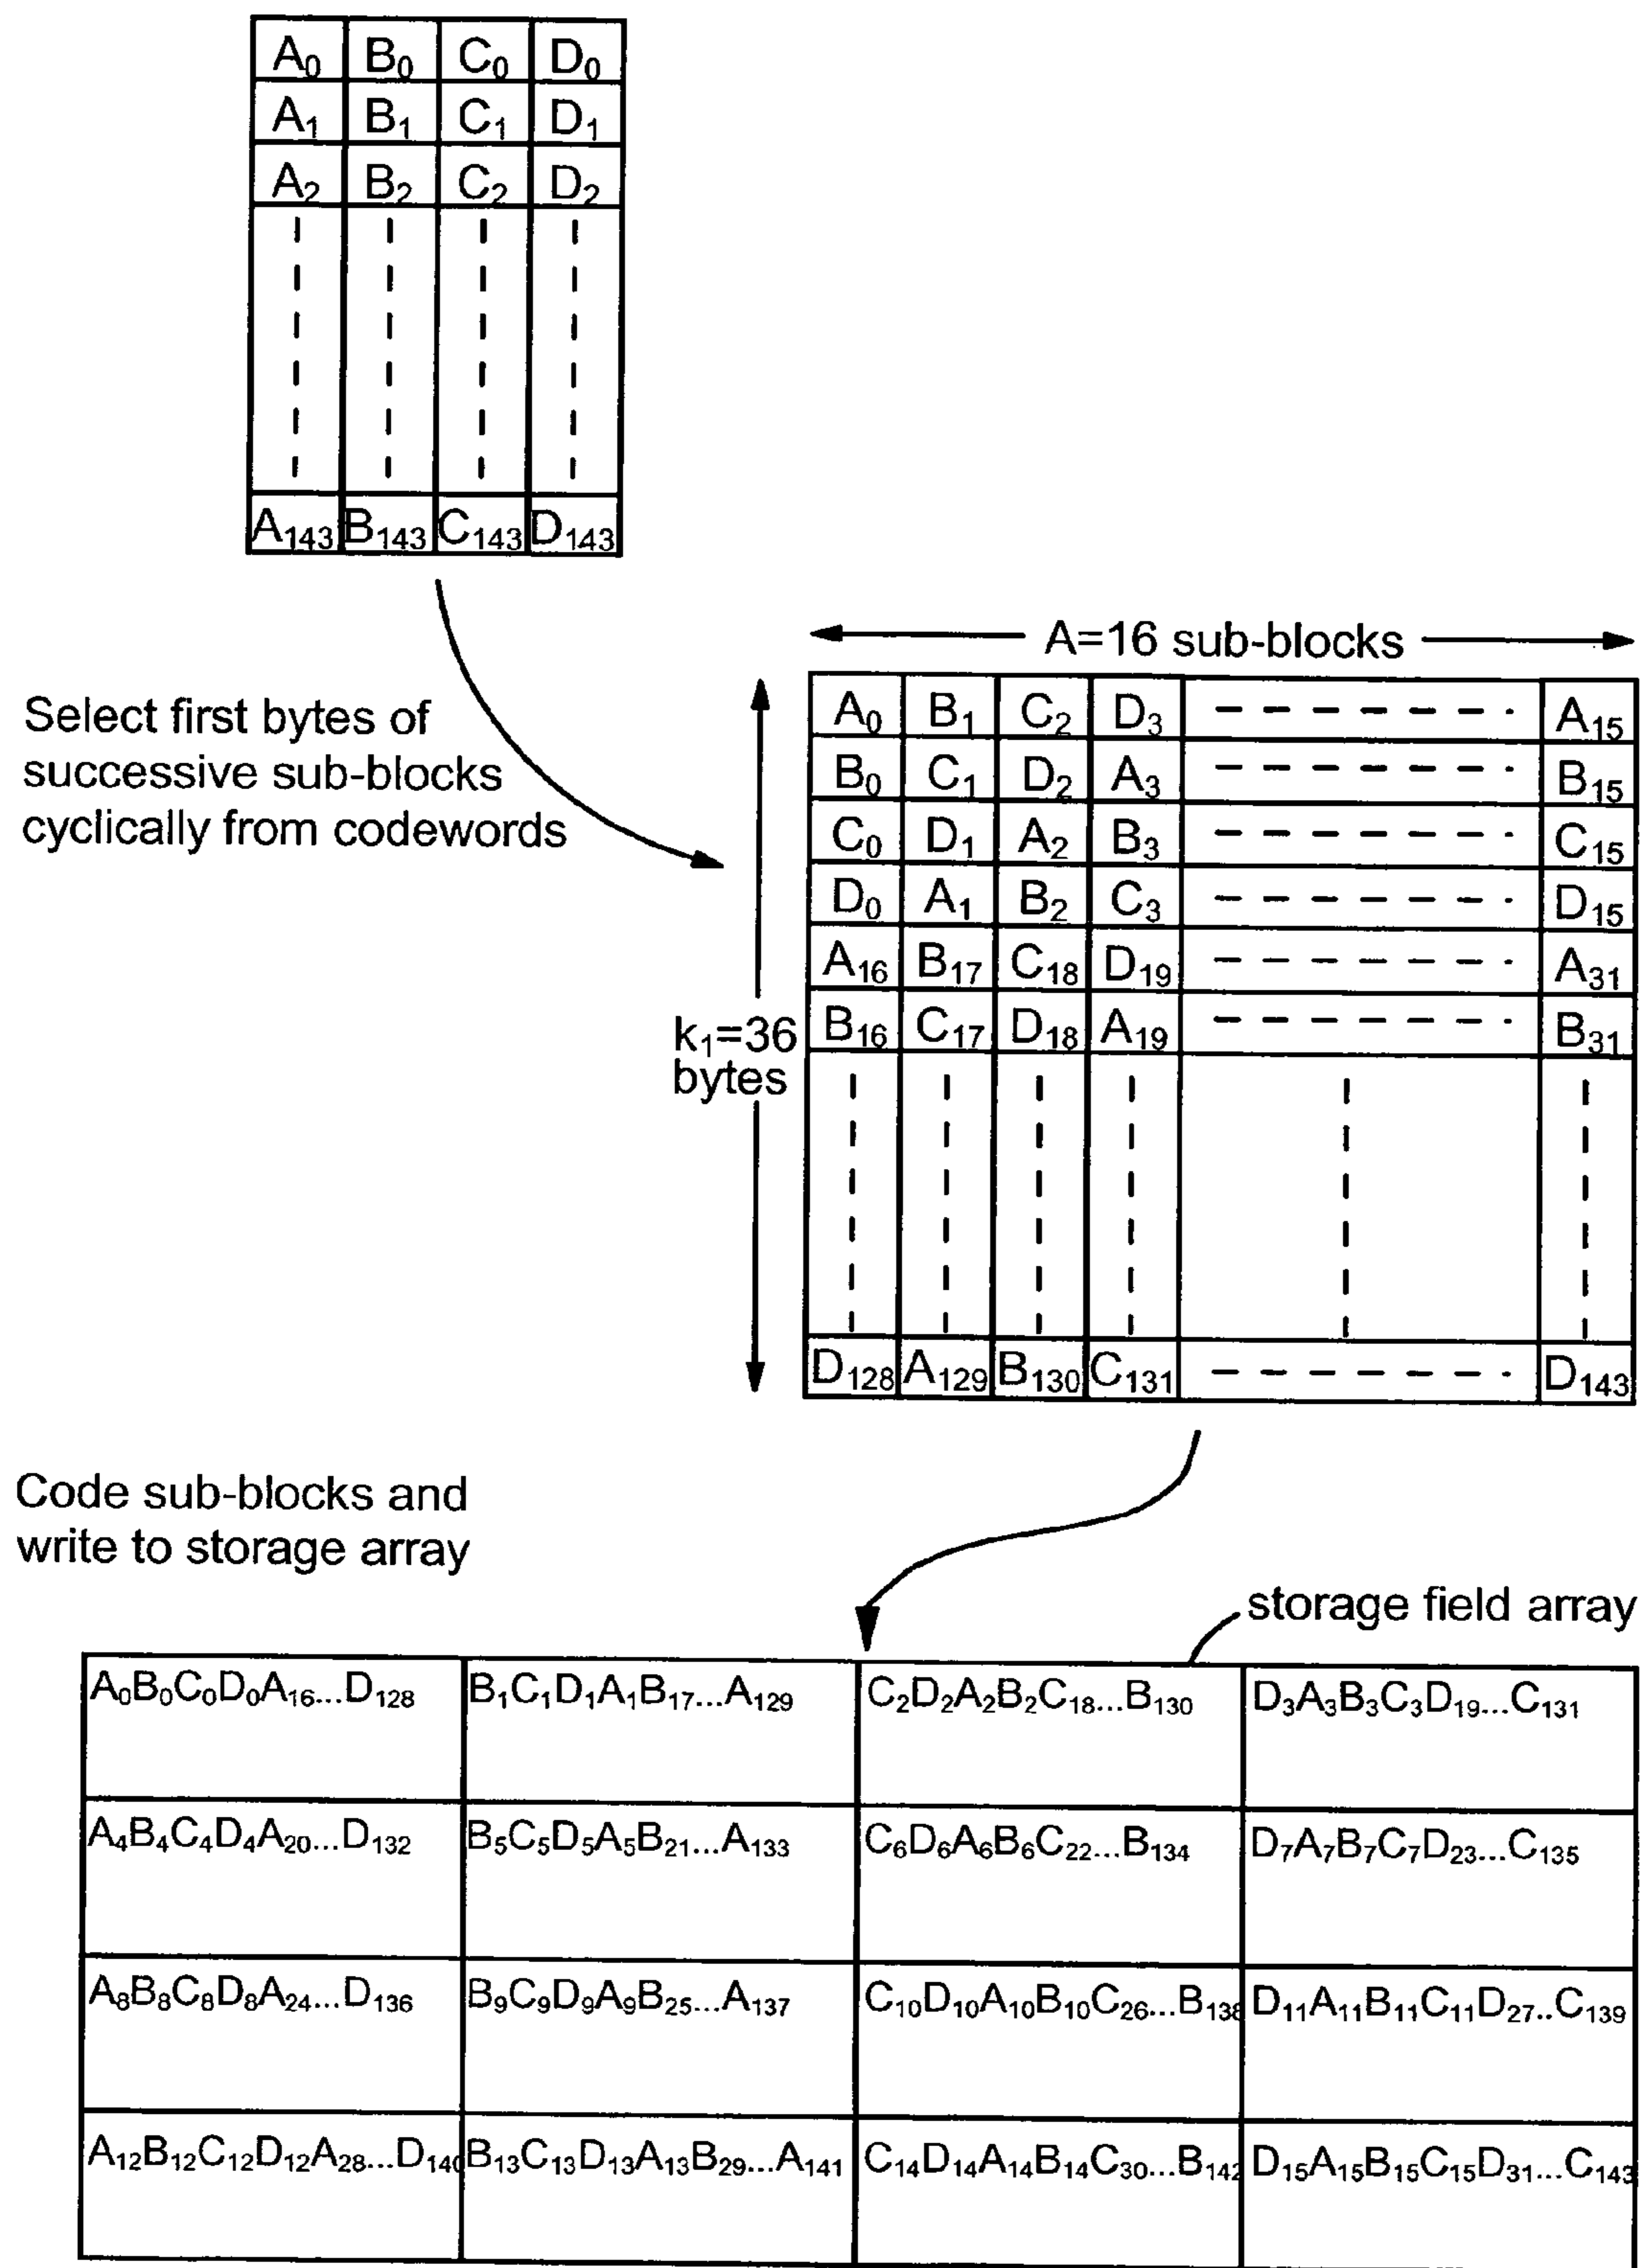 A₀ B₀ C₀ D₀
A₁ B₁ C₁ D₁
A₂ B₂ C₂ D₂
A₁₄₃ B₁₄₃ C₁₄₃ D₁₄₃
Select first bytes of
successive sub-blocks
cyclically from codewords
A=16 sub-blocks
k₁=36
bytes
A₀ B₁ C₂ D₃ A₁₅
B₀ C₁ D₂ A₃ B₁₅
C₀ D₁ A₂ B₃ C₁₅
D₀ A₁ B₂ C₃ D₁₅
A₁₆ B₁₇ C₁₈ D₁₉ A₃₁
B₁₆ C₁₇ D₁₈ A₁₉ B₃₁
D₁₂₈ A₁₂₉ B₁₃₀ C₁₃₁ D₁₄₃
Code sub-blocks and
write to storage array
storage field array
A₀B₀C₀D₀A₁₆...D₁₂₈ B₁C₁D₁A₁B₁₇...A₁₂₉ C₂D₂A₂B₂C₁₈...B₁₃₀ D₃A₃B₃C₃D₁₉...C₁₃₁
A₄B₄C₄D₄A₂₀...D₁₃₂ B₅C₅D₅A₅B₂₁...A₁₃₃ C₆D₆A₆B₆C₂₂...B₁₃₄ D₇A₇B₇C₇D₂₃...C₁₃₅
A₈B₈C₈D₈A₂₄...D₁₃₆ B₉C₉D₉A₉B₂₅...A₁₃₇ C₁₀D₁₀A₁₀B₁₀C₂₆...B₁₃₈ D₁₁A₁₁B₁₁C₁₁D₂₇..C₁₃₉
A₁₂B₁₂C₁₂D₁₂A₂₈...D₁₄₀ B₁₃C₁₃D₁₃A₁₃B₂₉...A₁₄₁ C₁₄D₁₄A₁₄B₁₄C₃₀...B₁₄₂ D₁₅A₁₅B₁₅C₁₅D₃₁...C₁₄₃